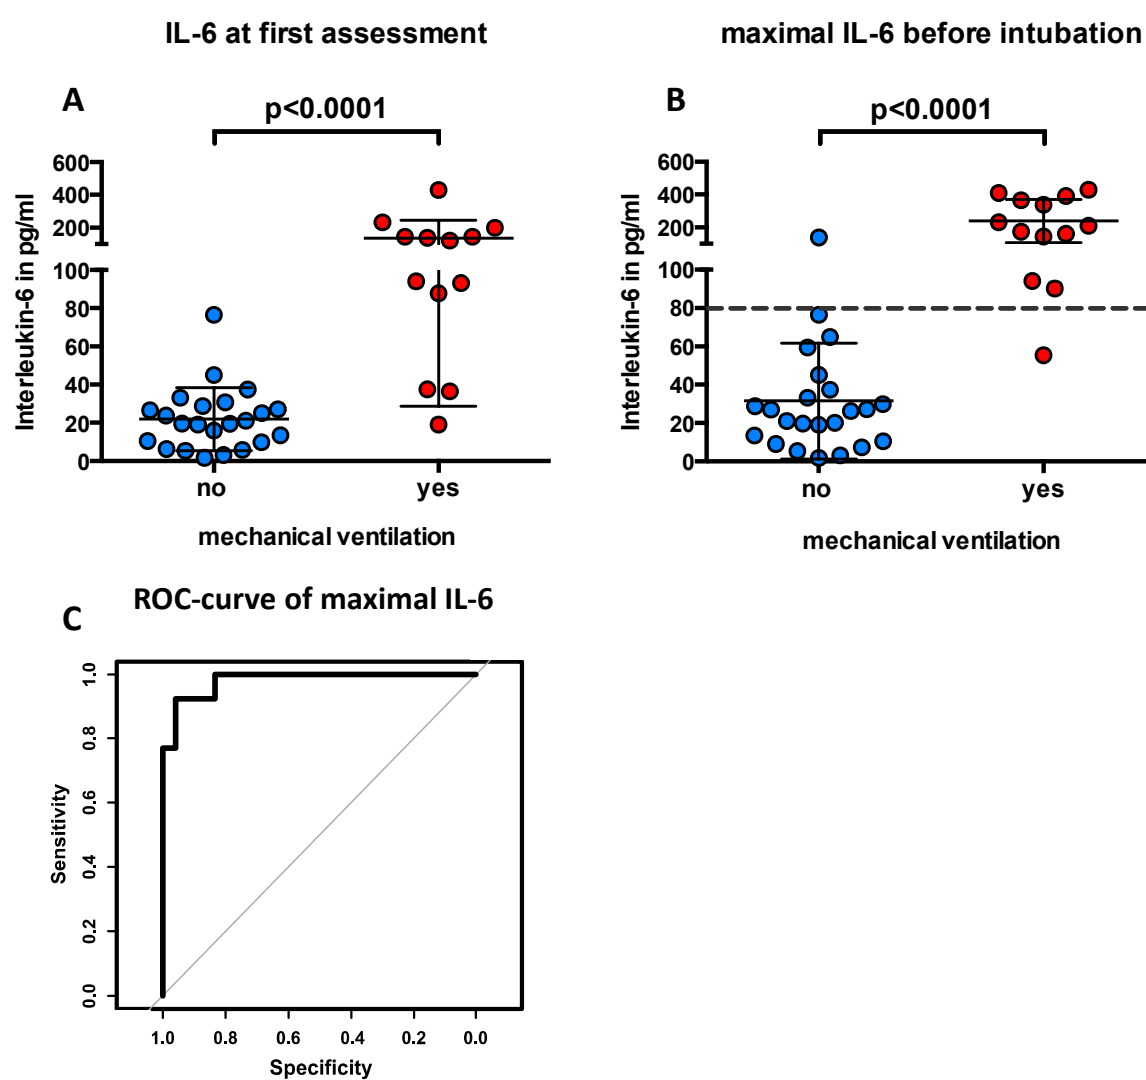 IL-6 at first assessment
maximal IL-6 before intubation
A
p<0.0001
B
p<0.0001
Interleukin-6 in pg/ml
600
400
200
100
80
60
40
20
0
no
yes
mechanical ventilation
Interleukin-6 in pg/ml
600
400
200
100
80
60
40
20
0
no
yes
mechanical ventilation
C
ROC-curve of maximal IL-6
Sensitivity
1.0
0.8
0.6
0.4
0.2
0.0
1.0 0.8 0.6 0.4 0.2 0.0
Specificity